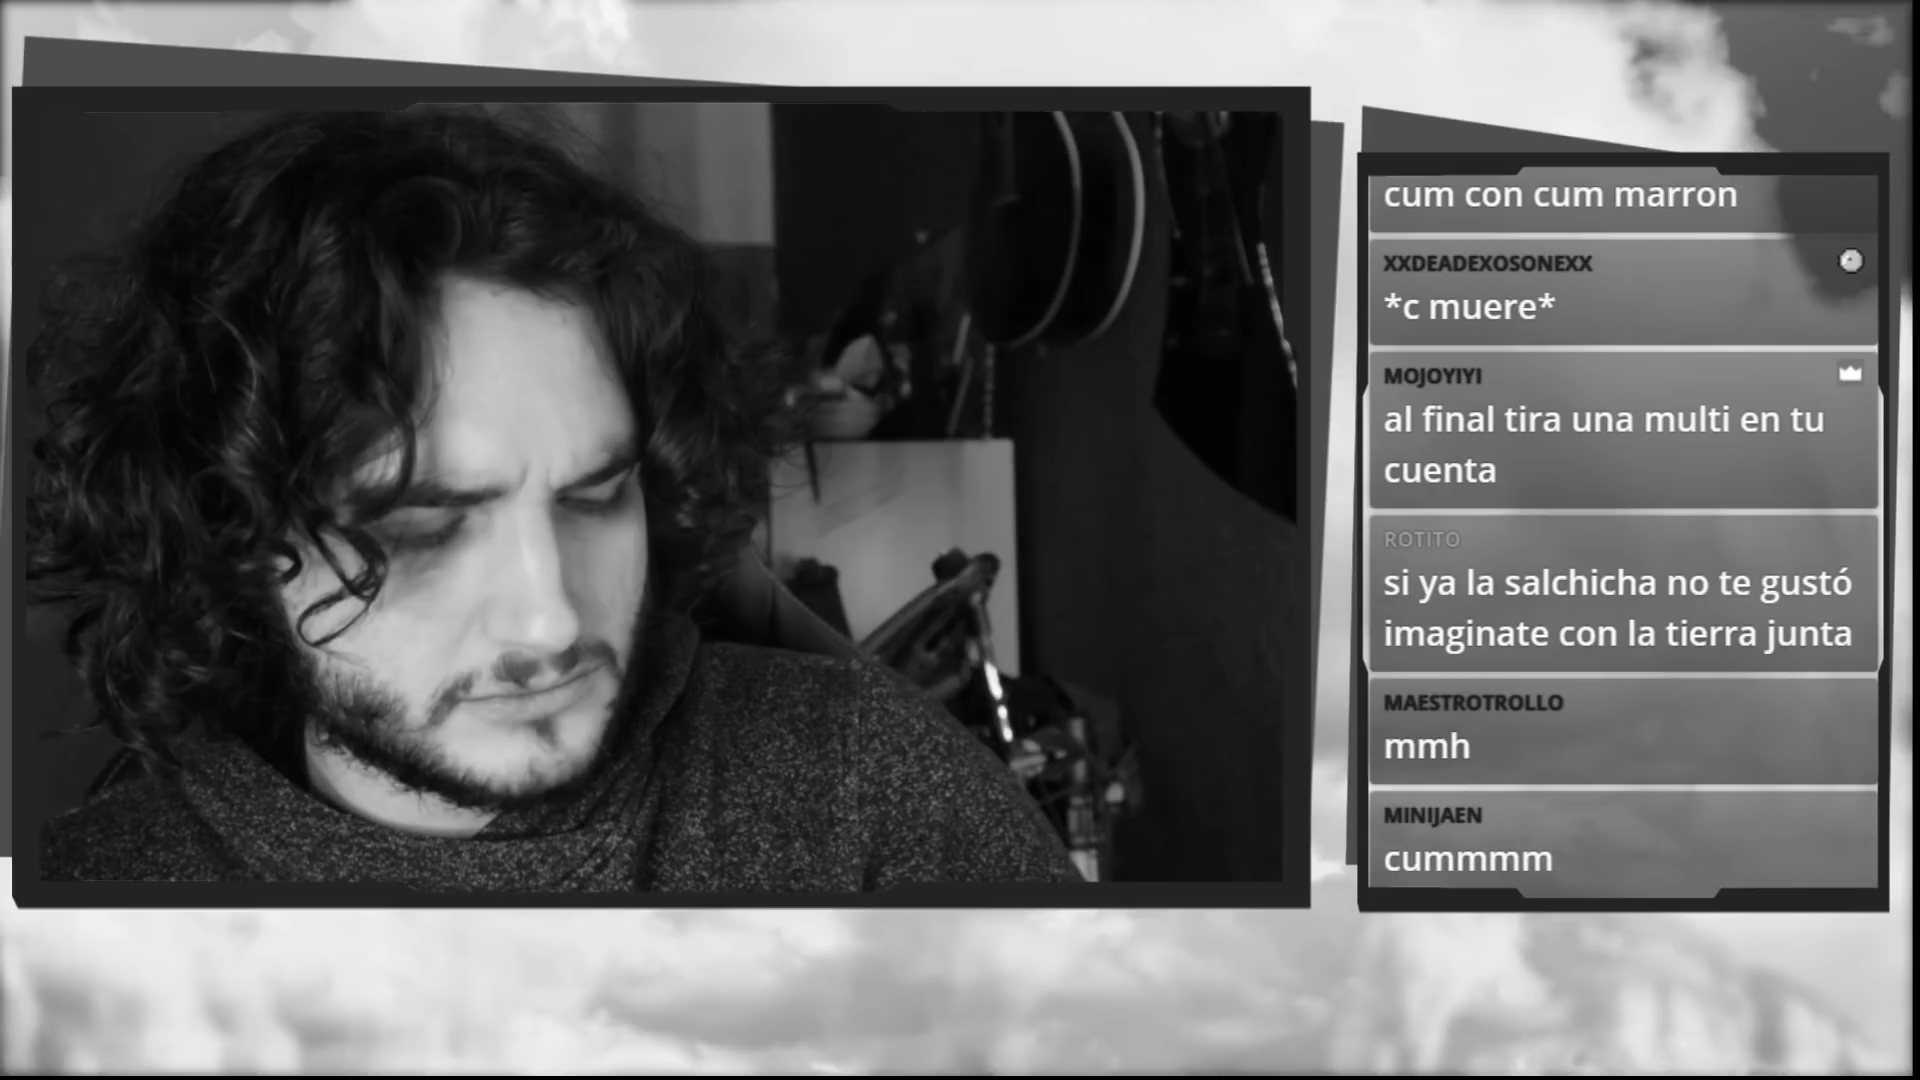 cum con cum marron
XXDEADEXOSONEXX
*c muere*
MOJOYIYI
al final tira una multi en tu
cuenta
ROTITO
si ya la salchicha no te gustó
imaginate con la tierra junta
MAESTROTROLLO
mmh
MINIJAEN
cummmm